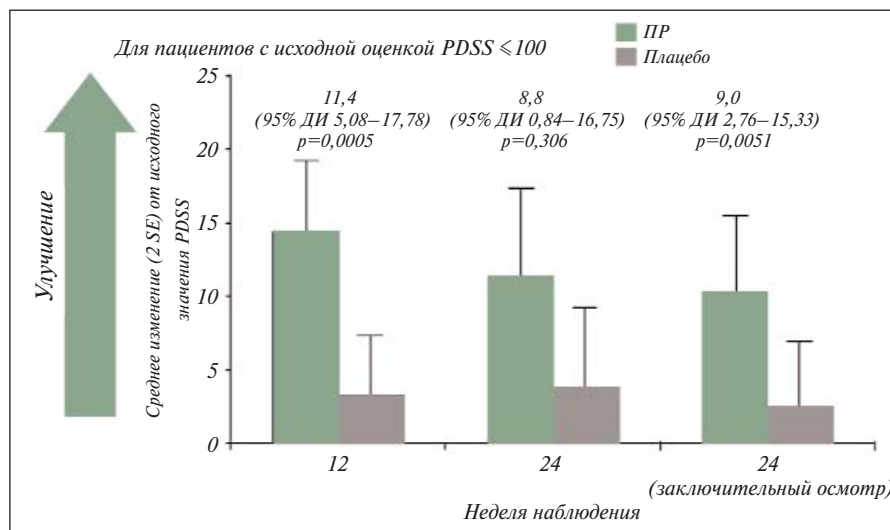 Для пациентов с исходной оценкой PDSS ⩽100
ПР
Плацебо
Улучшение
Среднее изменение (2 SE) от исходного
значения PDSS
25
20
15
10
5
0
11,4
(95% ДИ 5,08–17,78)
p=0,0005
8,8
(95% ДИ 0,84–16,75)
p=0,306
9,0
(95% ДИ 2,76–15,33)
p=0,0051
12
24
24
(заключительный осмотр)
Неделя наблюдения